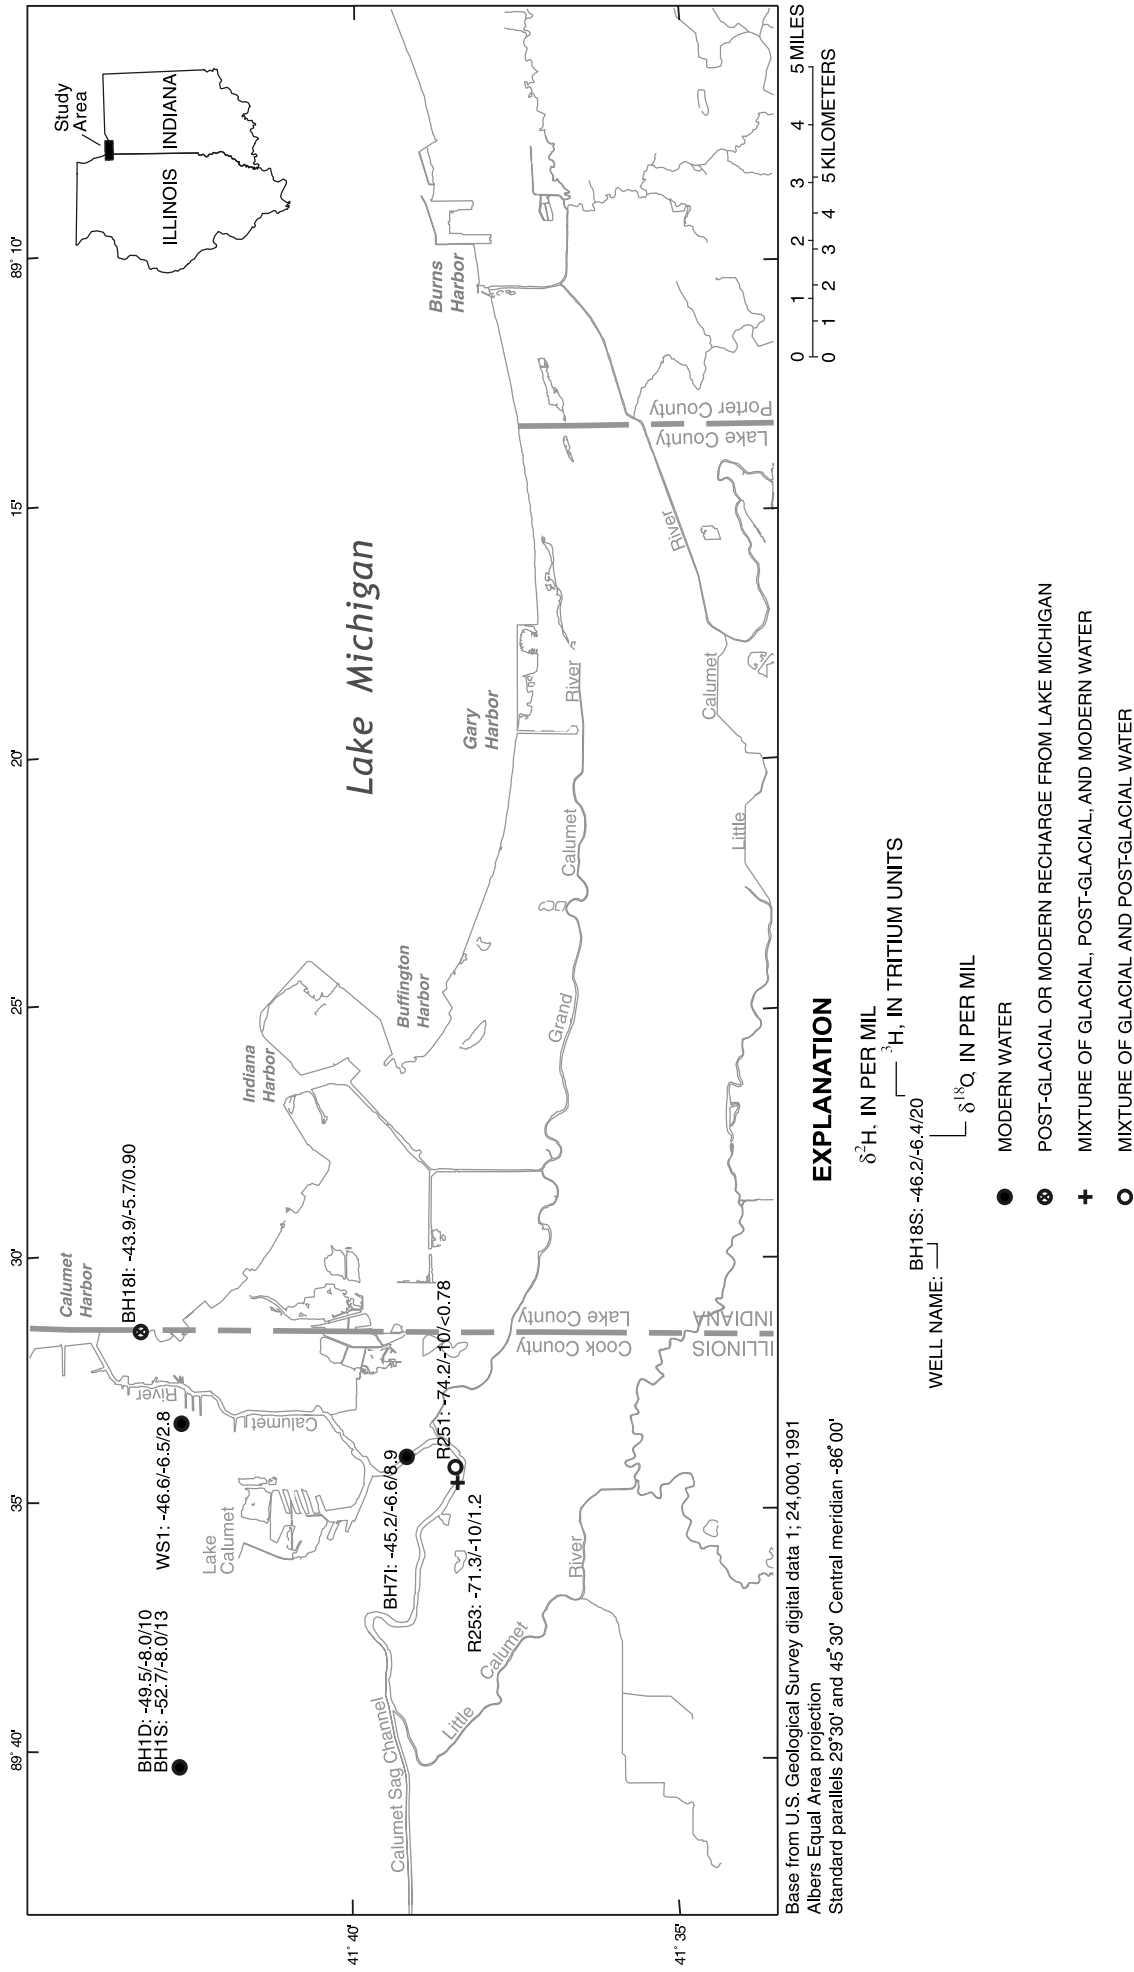 89° 40'
35'
30'
25'
20'
15'
89° 10'
41° 40'
41° 35'
Study
Area
ILLINOIS
INDIANA
Lake Michigan
Calumet
Harbor
Indiana
Harbor
Buffington
Harbor
Gary
Harbor
Burns
Harbor
BH1D: -49.5/-8.0/10
BH1S: -52.7/-8.0/13
WS1: -46.6/-6.5/2.8
BH18I: -43.9/-5.7/0.90
BH7I: -45.2/-6.6/8.9
R251: -74.2/-10/<0.78
R253: -71.3/-10/1.2
Lake
Calumet
Calumet
River
Calumet Sag Channel
Little
Calumet
River
Grand
Calumet
River
Little
Calumet
River
Cook County
Lake County
ILLINOIS
INDIANA
Lake County
Porter County
0 1 2 3 4 5 MILES
0 1 2 3 4 5 KILOMETERS
Base from U.S. Geological Survey digital data 1; 24,000,1991
Albers Equal Area projection
Standard parallels 29°30' and 45°30' Central meridian -86°00'
EXPLANATION
δ²H, IN PER MIL
³H, IN TRITIUM UNITS
WELL NAME: BH18S: -46.2/-6.4/20
δ¹⁸O, IN PER MIL
MODERN WATER
POST-GLACIAL OR MODERN RECHARGE FROM LAKE MICHIGAN
MIXTURE OF GLACIAL, POST-GLACIAL, AND MODERN WATER
MIXTURE OF GLACIAL AND POST-GLACIAL WATER